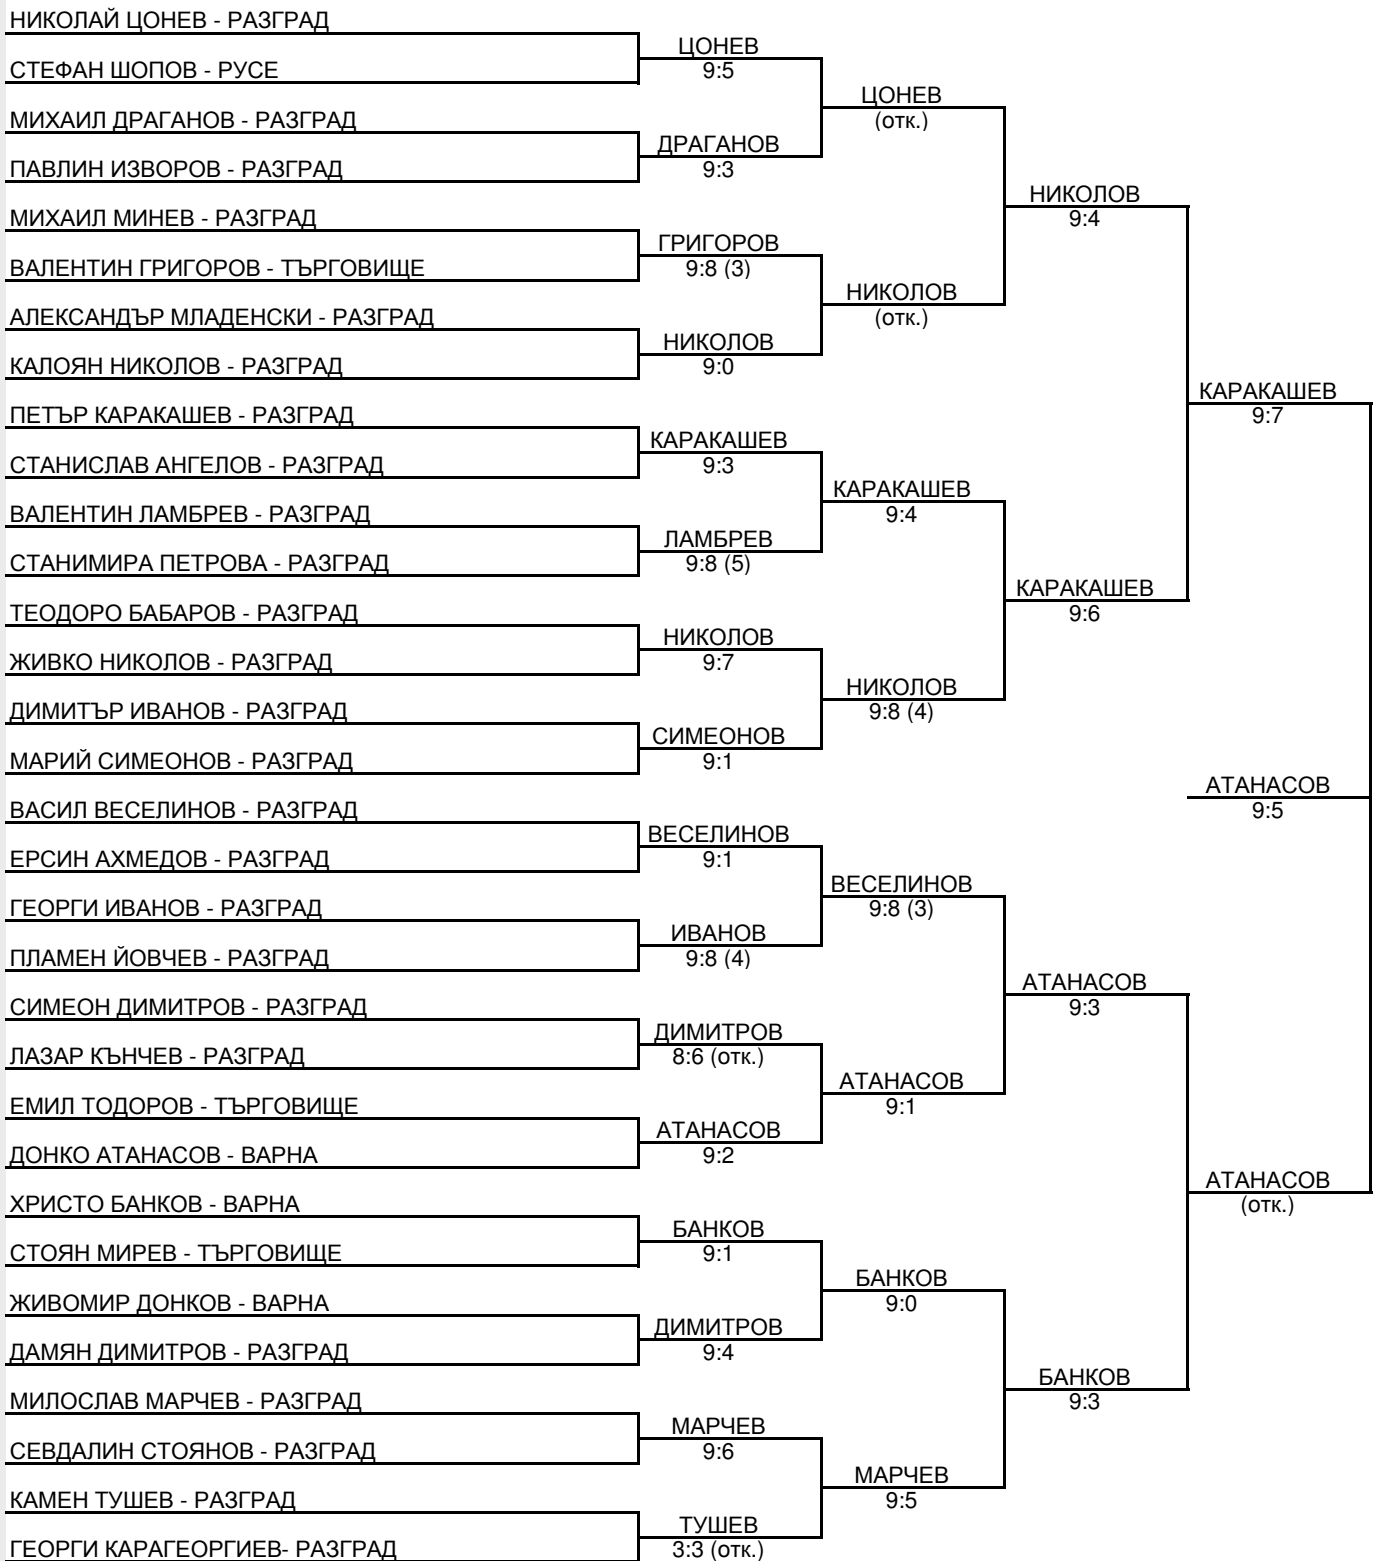 НИКОЛАЙ ЦОНЕВ - РАЗГРАД
ЦОНЕВ
СТЕФАН ШОПОВ - РУСЕ
9:5
ЦОНЕВ
МИХАИЛ ДРАГАНОВ - РАЗГРАД
(отк.)
ДРАГАНОВ
ПАВЛИН ИЗВОРОВ - РАЗГРАД
9:3
НИКОЛОВ
МИХАИЛ МИНЕВ - РАЗГРАД
9:4
ГРИГОРОВ
ВАЛЕНТИН ГРИГОРОВ - ТЪРГОВИЩЕ
9:8 (3)
НИКОЛОВ
АЛЕКСАНДЪР МЛАДЕНСКИ - РАЗГРАД
(отк.)
НИКОЛОВ
КАЛОЯН НИКОЛОВ - РАЗГРАД
9:0
КАРАКАШЕВ
ПЕТЪР КАРАКАШЕВ - РАЗГРАД
9:7
КАРАКАШЕВ
СТАНИСЛАВ АНГЕЛОВ - РАЗГРАД
9:3
КАРАКАШЕВ
ВАЛЕНТИН ЛАМБРЕВ - РАЗГРАД
9:4
ЛАМБРЕВ
СТАНИМИРА ПЕТРОВА - РАЗГРАД
9:8 (5)
КАРАКАШЕВ
ТЕОДОРО БАБАРОВ - РАЗГРАД
9:6
НИКОЛОВ
ЖИВКО НИКОЛОВ - РАЗГРАД
9:7
НИКОЛОВ
ДИМИТЪР ИВАНОВ - РАЗГРАД
9:8 (4)
СИМЕОНОВ
МАРИЙ СИМЕОНОВ - РАЗГРАД
9:1
АТАНАСОВ
ВАСИЛ ВЕСЕЛИНОВ - РАЗГРАД
9:5
ВЕСЕЛИНОВ
ЕРСИН АХМЕДОВ - РАЗГРАД
9:1
ВЕСЕЛИНОВ
ГЕОРГИ ИВАНОВ - РАЗГРАД
9:8 (3)
ИВАНОВ
ПЛАМЕН ЙОВЧЕВ - РАЗГРАД
9:8 (4)
АТАНАСОВ
СИМЕОН ДИМИТРОВ - РАЗГРАД
9:3
ДИМИТРОВ
ЛАЗАР КЪНЧЕВ - РАЗГРАД
8:6 (отк.)
АТАНАСОВ
ЕМИЛ ТОДОРОВ - ТЪРГОВИЩЕ
9:1
АТАНАСОВ
ДОНКО АТАНАСОВ - ВАРНА
9:2
АТАНАСОВ
ХРИСТО БАНКОВ - ВАРНА
(отк.)
БАНКОВ
СТОЯН МИРЕВ - ТЪРГОВИЩЕ
9:1
БАНКОВ
ЖИВОМИР ДОНКОВ - ВАРНА
9:0
ДИМИТРОВ
ДАМЯН ДИМИТРОВ - РАЗГРАД
9:4
БАНКОВ
МИЛОСЛАВ МАРЧЕВ - РАЗГРАД
9:3
МАРЧЕВ
СЕВДАЛИН СТОЯНОВ - РАЗГРАД
9:6
МАРЧЕВ
КАМЕН ТУШЕВ - РАЗГРАД
9:5
ТУШЕВ
ГЕОРГИ КАРАГЕОРГИЕВ- РАЗГРАД
3:3 (отк.)